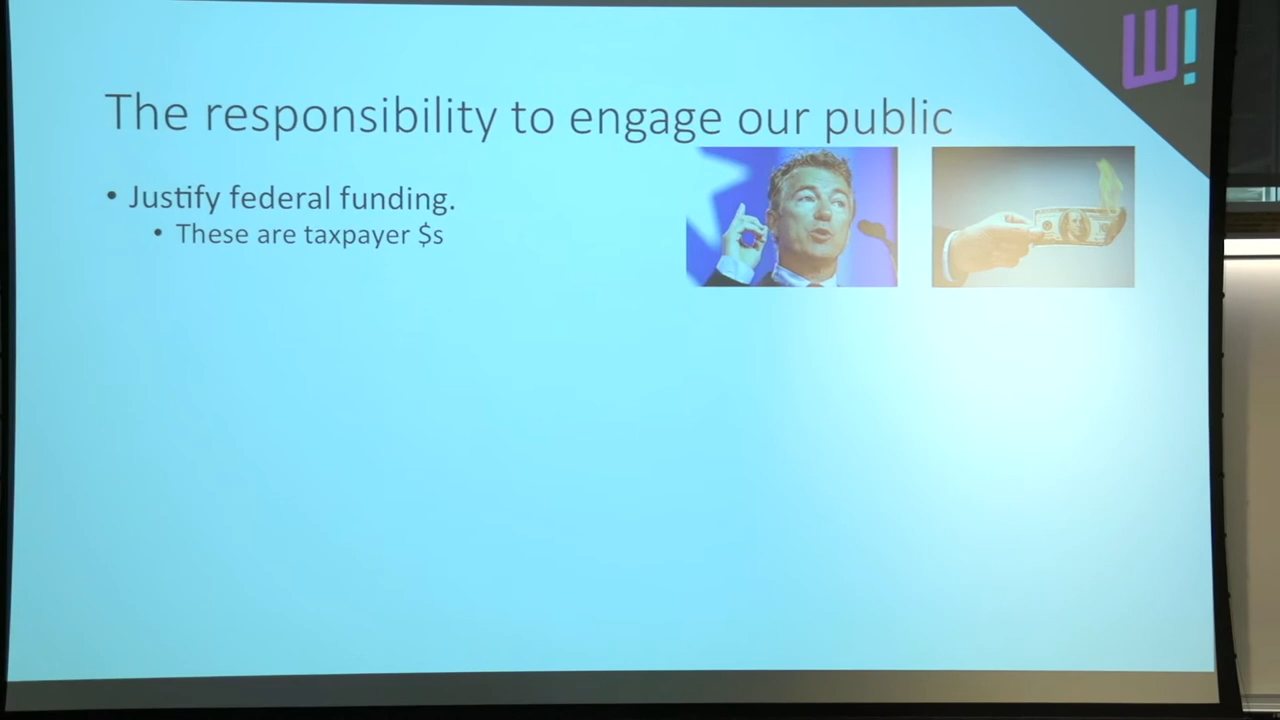 W!
The responsibility to engage our public
• Justify federal funding.
• These are taxpayer $s